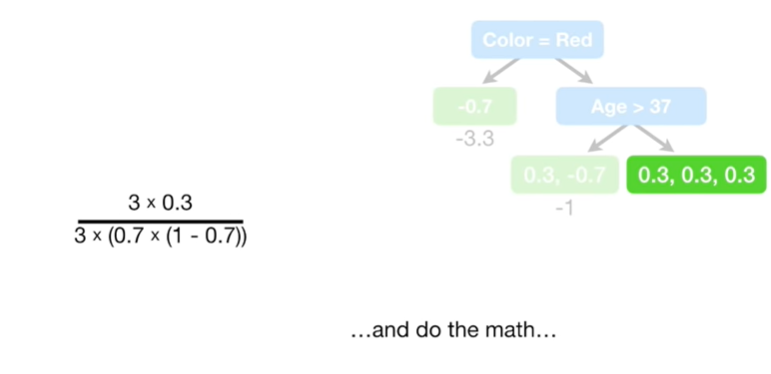 Color = Red
-0.7
Age > 37
-3.3
0.3, -0.7
0.3, 0.3, 0.3
-1
3 × 0.3
3 × (0.7 × (1 - 0.7))
…and do the math…